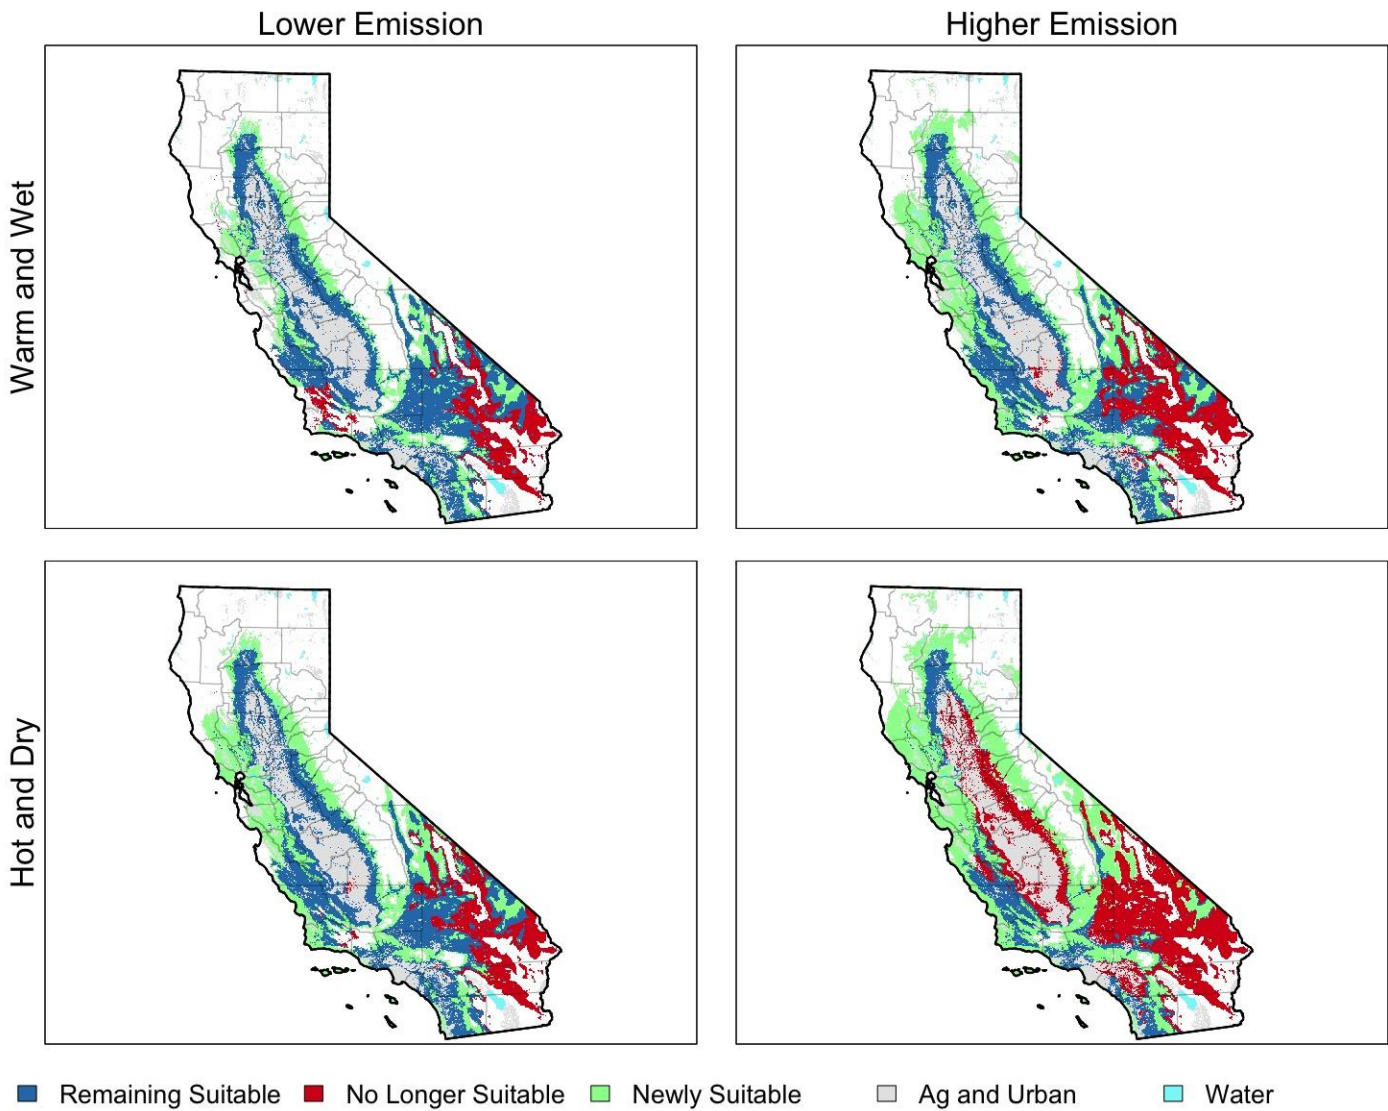 Lower Emission
Higher Emission
Warm and Wet
Hot and Dry
Remaining Suitable
No Longer Suitable
Newly Suitable
Ag and Urban
Water